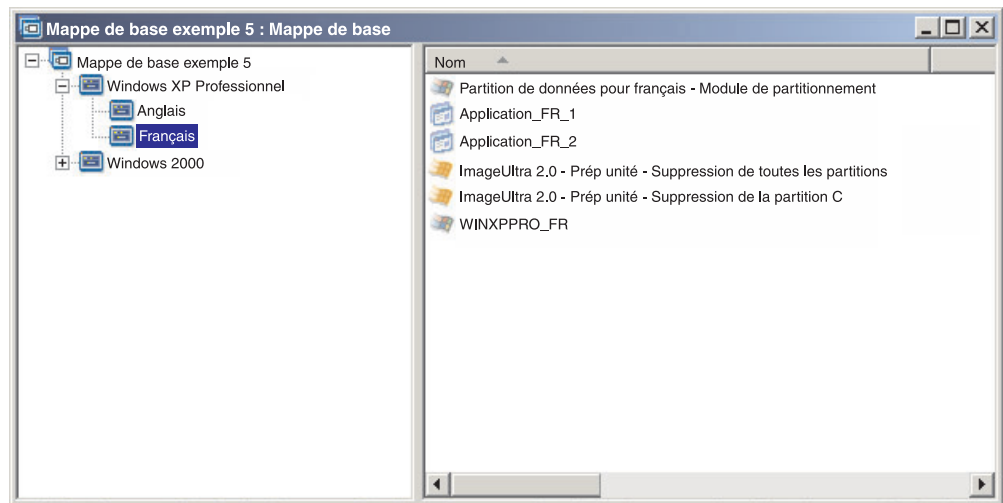 Mappe de base exemple 5 : Mappe de base
Mappe de base exemple 5
Windows XP Professionnel
Anglais
Français
Windows 2000
Nom
Partition de données pour français - Module de partitionnement
Application_FR_1
Application_FR_2
ImageUltra 2.0 - Prép unité - Suppression de toutes les partitions
ImageUltra 2.0 - Prép unité - Suppression de la partition C
WINXPPRO_FR